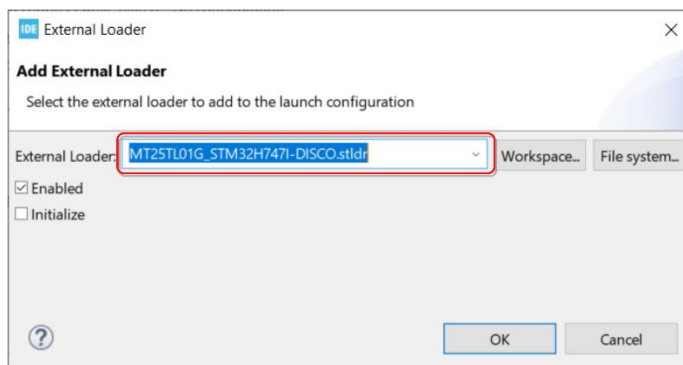 IDE External Loader
Add External Loader
Select the external loader to add to the launch configuration
External Loader: MT25TL01G_STM32H747I-DISCO.stldr Workspace... File system...
Enabled
Initialize
?
OK Cancel